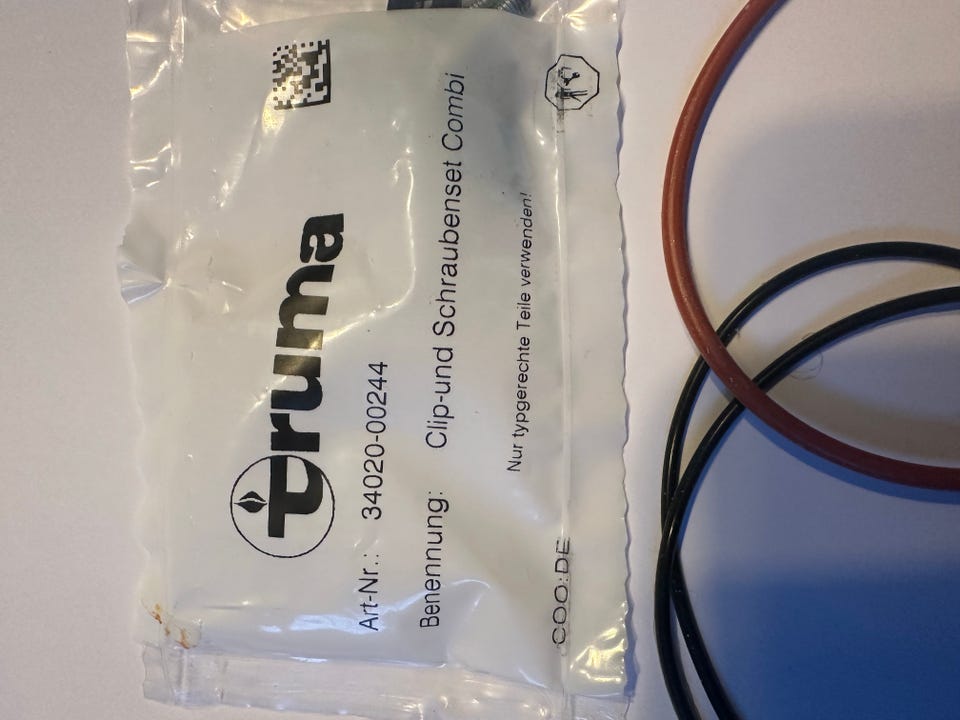 truma
Art-Nr.: 34020-00244
Benennung: Clip-und Schraubenset Combi
Nur typgerechte Teile verwenden!
COO:DE